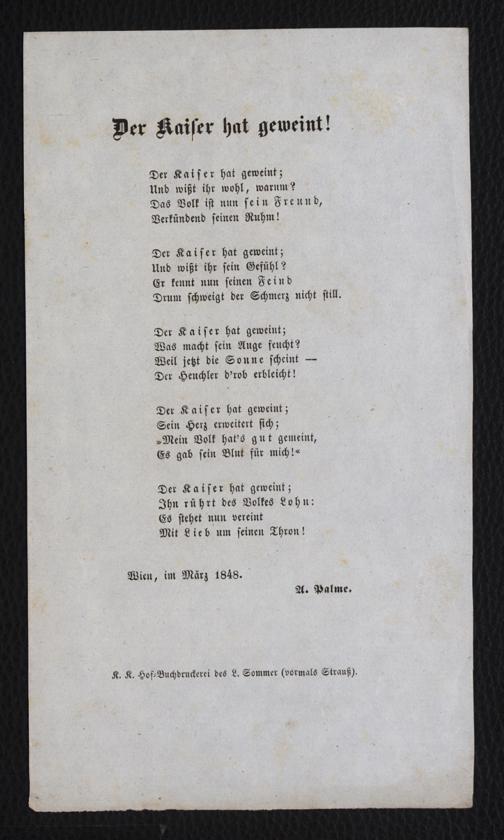 Der Kaiser hat geweint!
Der Kaiser hat geweint;
Und wißt ihr wohl, warum?
Das Volk ist nun sein Freund,
Verkündend seinen Ruhm!
Der Kaiser hat geweint;
Und wißt ihr sein Gefühl?
Er kennt nun seinen Feind
Drum schweigt der Schmerz nicht still.
Der Kaiser hat geweint;
Was macht sein Auge feucht?
Weil jetzt die Sonne scheint —
Der Heuchler d'rob erbleicht!
Der Kaiser hat geweint;
Sein Herz erweitert sich;
„Mein Volk hat's gut gemeint,
Es gab sein Blut für mich!“
Der Kaiser hat geweint;
Ihn rührt des Volkes Lohn:
Es stehet nun vereint
Mit Lieb um seinen Thron!
Wien, im März 1848.
A. Palme.
K. K. Hof-Buchdruckerei des L. Sommer (vormals Strauß).